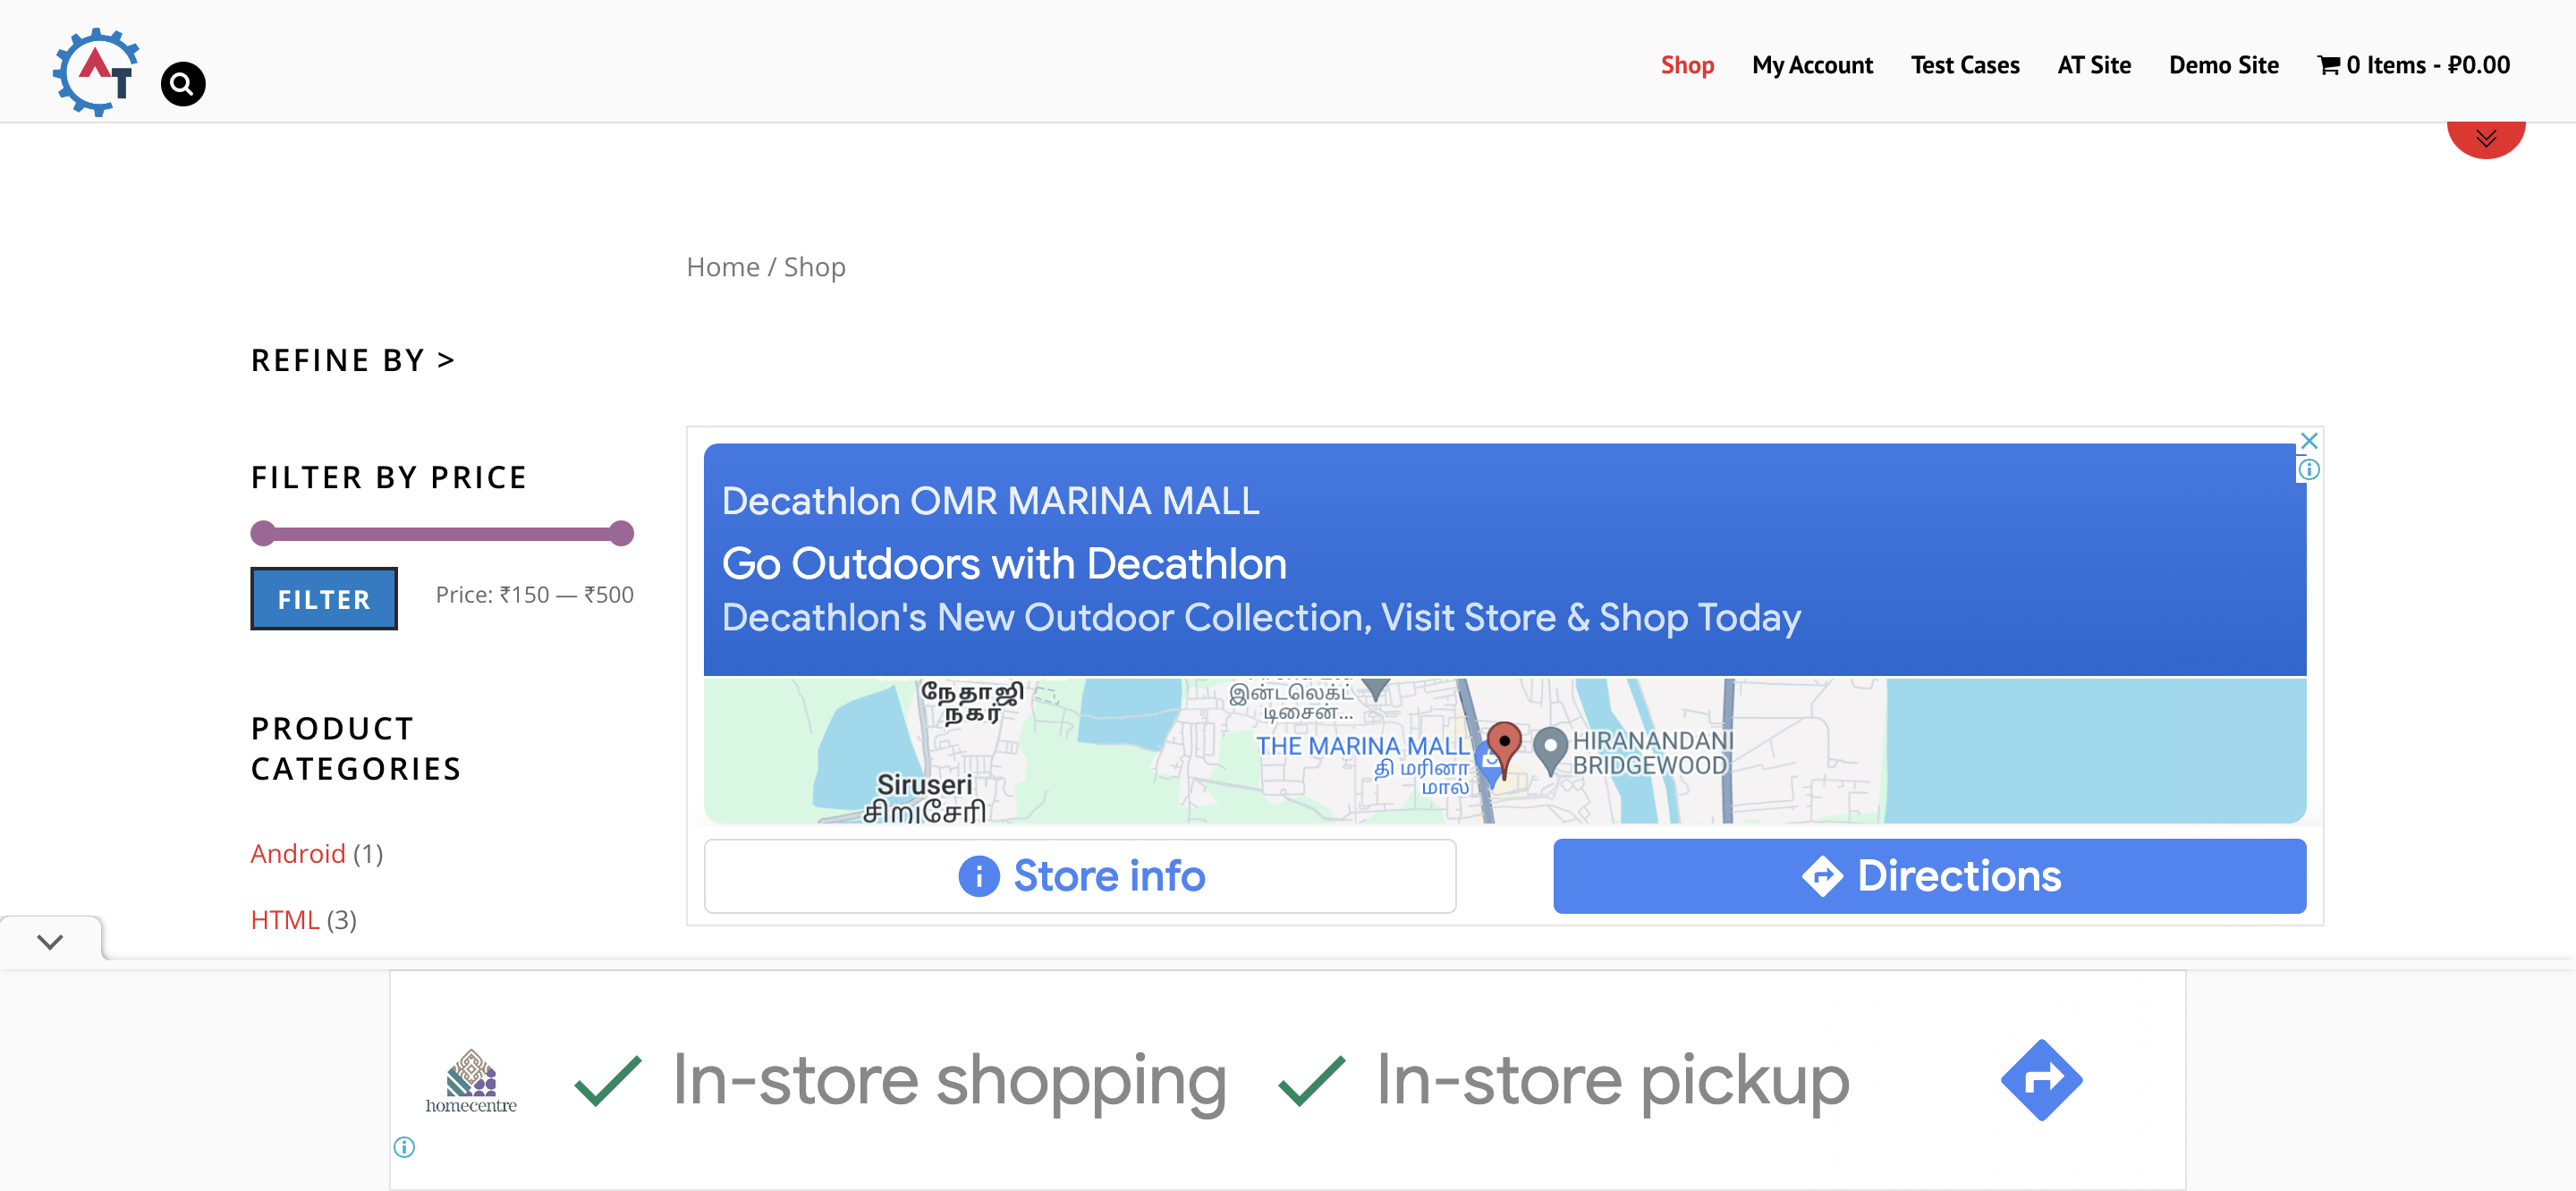 AT
Shop
My Account
Test Cases
AT Site
Demo Site
0 Items - ₽0.00
Home / Shop
REFINE BY >
FILTER BY PRICE
FILTER
Price: ₹150 — ₹500
PRODUCT
CATEGORIES
Android (1)
HTML (3)
Decathlon OMR MARINA MALL
Go Outdoors with Decathlon
Decathlon's New Outdoor Collection, Visit Store & Shop Today
நேதாஜி
நகர்
இன்டலெக்ட்
டிசைன்...
THE MARINA MALL
தி மரினா
மால்
HIRANANDANI
BRIDGEWOOD
Siruseri
சிறுசேரி
Store info
Directions
homecentre
In-store shopping
In-store pickup